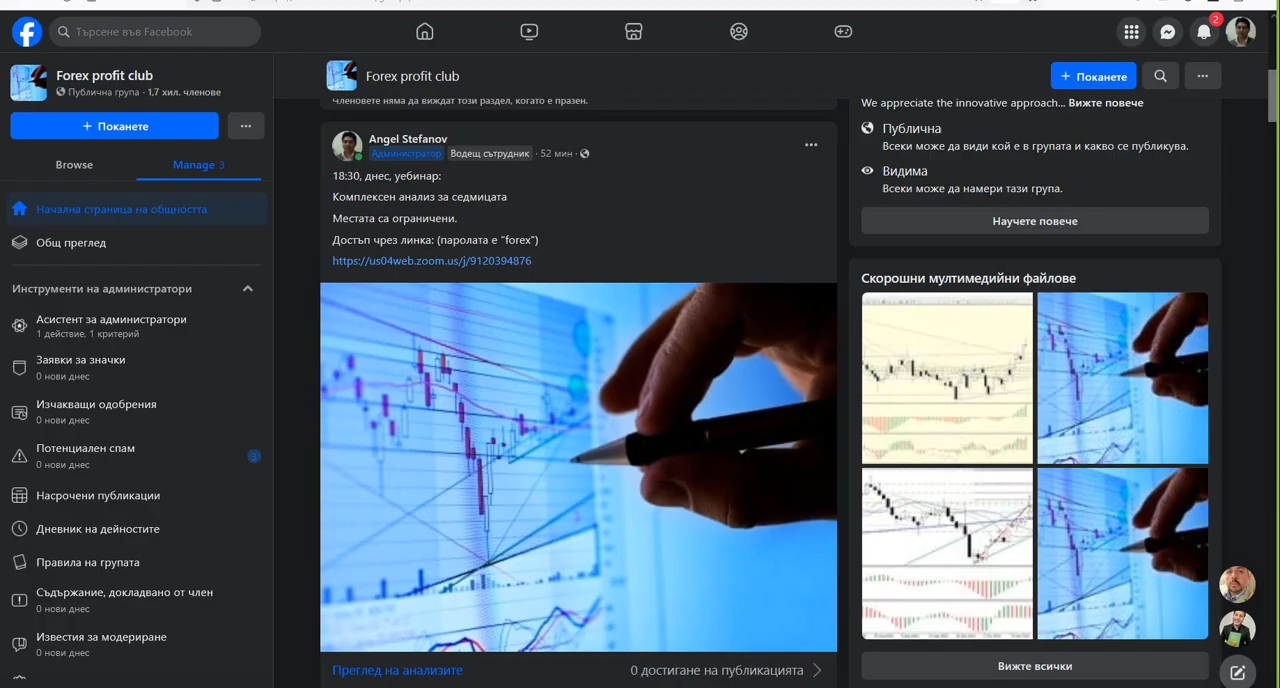 Търсене във Facebook
2
Forex profit club
Публична група · 1,7 хил. членове
+ Поканете
Browse
Manage 3
Начална страница на общността
Общ преглед
Инструменти на администратори
Асистент за администратори
1 действие, 1 критерий
Заявки за значки
0 нови днес
Изчакващи одобрения
0 нови днес
Потенциален спам
0 нови днес
3
Насрочени публикации
Дневник на дейностите
Правила на групата
Съдържание, докладвано от член
0 нови днес
Известия за модериране
0 нови днес
Forex profit club
+ Поканете
Членовете няма да виждат този раздел, когато е празен.
Angel Stefanov
Администратор Водещ сътрудник · 52 мин ·
18:30, днес, уебинар:
Комплексен анализ за седмицата
Местата са ограничени.
Достъп чрез линка: (паролата е "forex")
https://us04web.zoom.us/j/9120394876
Преглед на анализите
0 достигане на публикацията
We appreciate the innovative approach... Вижте повече
Публична
Всеки може да види кой е в групата и какво се публикува.
Видима
Всеки може да намери тази група.
Научете повече
Скорошни мултимедийни файлове
Вижте всички